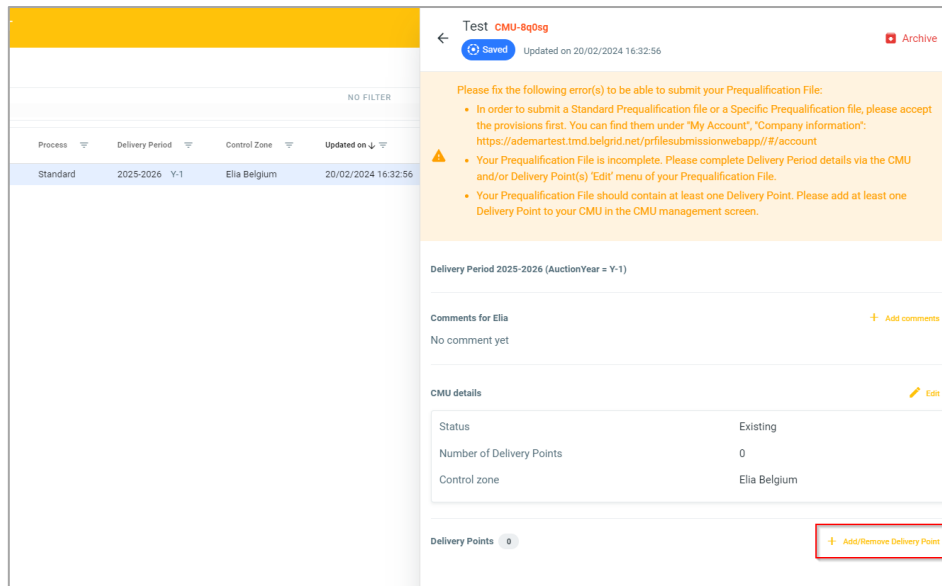 NO FILTER
Process
Delivery Period
Control Zone
Updated on
Standard
2025-2026 Y-1
Elia Belgium
20/02/2024 16:32:56
Test CMU-8q0sg
Saved
Updated on 20/02/2024 16:32:56
Archive
Please fix the following error(s) to be able to submit your Prequalification File:
• In order to submit a Standard Prequalification file or a Specific Prequalification file, please accept
the provisions first. You can find them under "My Account", "Company information":
https://ademartest.tmd.belgrid.net/prfilesubmissionwebapp//#/account
• Your Prequalification File is incomplete. Please complete Delivery Period details via the CMU
and/or Delivery Point(s) 'Edit' menu of your Prequalification File.
• Your Prequalification File should contain at least one Delivery Point. Please add at least one
Delivery Point to your CMU in the CMU management screen.
Delivery Period 2025-2026 (AuctionYear = Y-1)
Comments for Elia
+ Add comments
No comment yet
CMU details
Edit
Status Existing
Number of Delivery Points 0
Control zone Elia Belgium
Delivery Points 0
+ Add/Remove Delivery Point